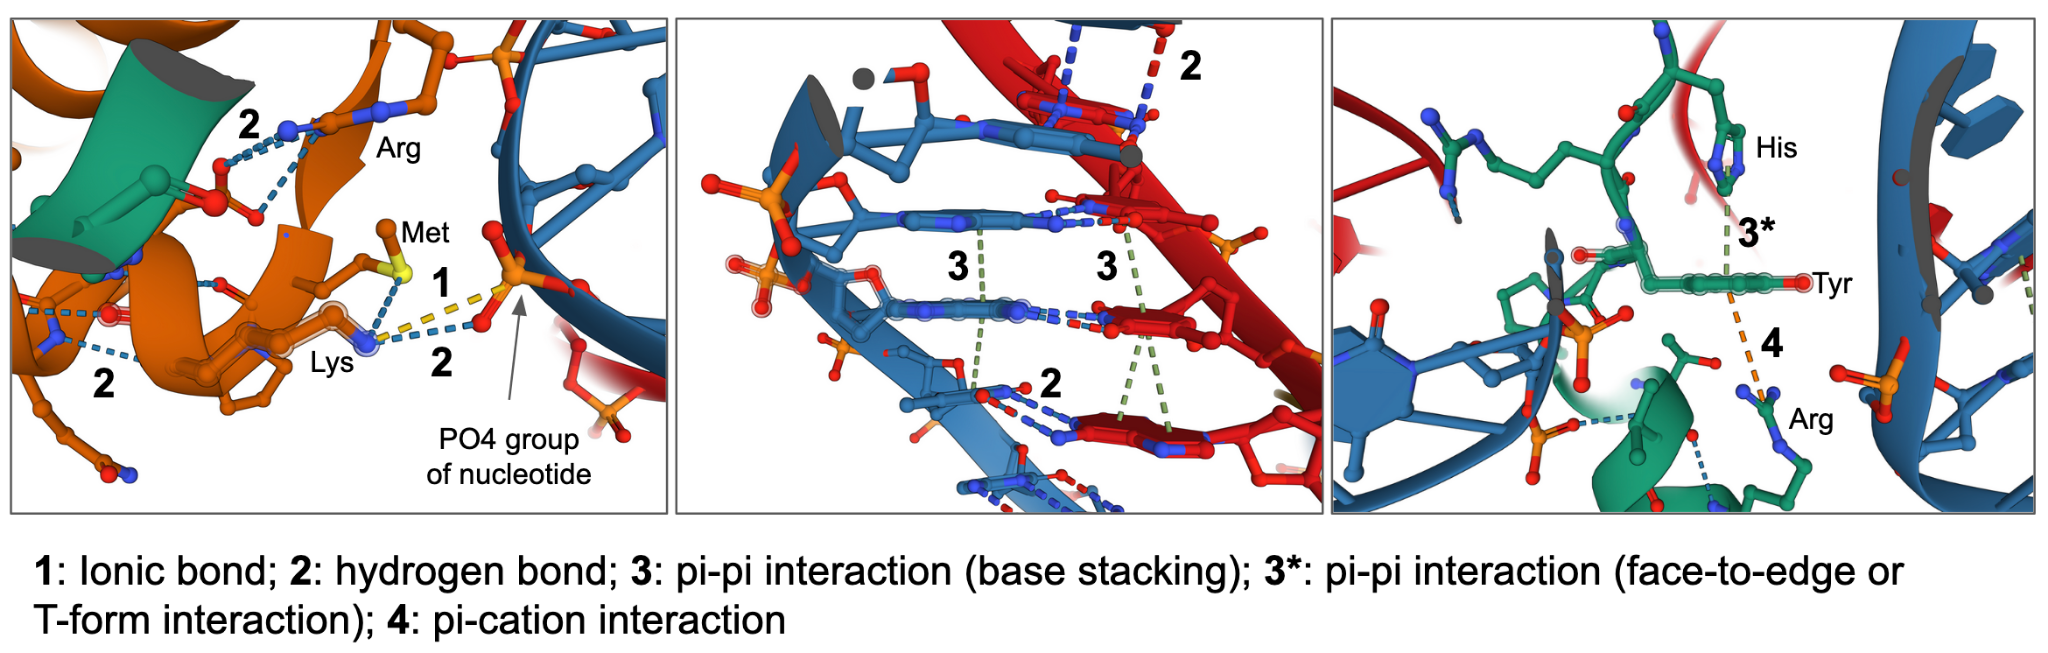 2
Arg
Met
1
Lys
2
2
PO4 group
of nucleotide
2
3
3
2
His
3*
Tyr
4
Arg
1: Ionic bond; 2: hydrogen bond; 3: pi-pi interaction (base stacking); 3*: pi-pi interaction (face-to-edge or
T-form interaction); 4: pi-cation interaction